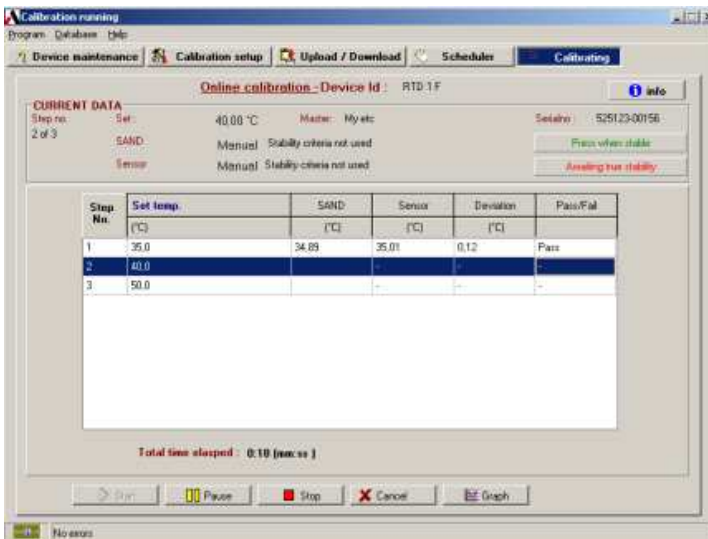 Calibration running
Program Database Help
Device maintenance Calibration setup Upload / Download Scheduler Calibrating
Online calibration - Device Id : RTD 1 F
info
CURRENT DATA
Step no. Set : 40,00 °C Master: My etc Serialno : 525123-00156
2 of 3
SAND Manual Stability criteria not used Press when stable
Sensor Manual Stability criteria not used Awaiting true stability
Step No. Set temp. SAND Sensor Deviation Pass/Fail
(°C) (°C) (°C) (°C)
1 35,0 34,89 35,01 0,12 Pass
2 40,0 - - -
3 50,0 - - -
Total time elasped : 0:18 (mm:ss )
Start Pause Stop Cancel Graph
No errors